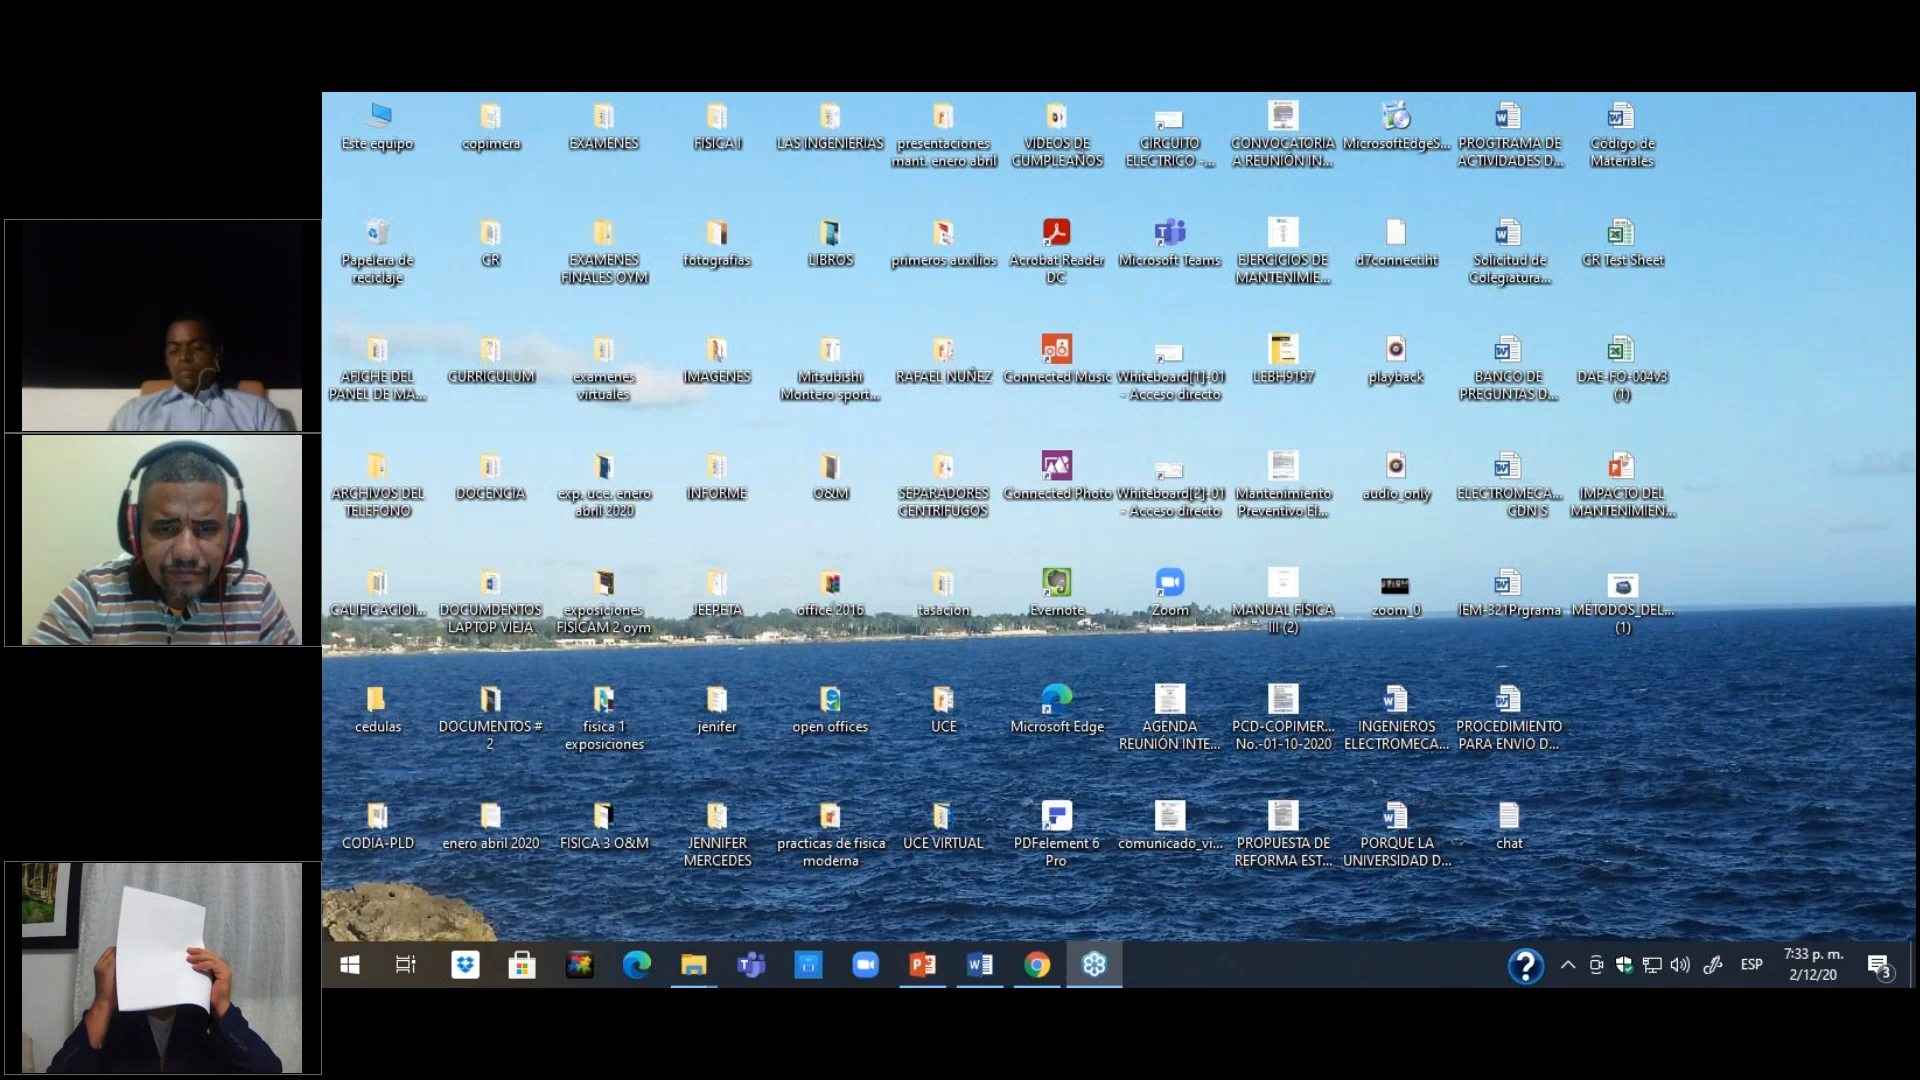 Este equipo
copimera
EXAMENES
FISICA I
LAS INGENIERIAS
presentaciones
mant. enero abril
VIDEOS DE
CUMPLEAÑOS
CIRCUITO
ELECTRICO -...
CONVOCATORIA
A REUNIÓN IN...
MicrosoftEdgeS...
PROGRAMA DE
ACTIVIDADES D...
Código de
Materiales
Papelera de
reciclaje
CR
EXAMENES
FINALES OYM
fotografias
LIBROS
primeros auxilios
Acrobat Reader
DC
Microsoft Teams
EJERCICIOS DE
MANTENIMIE...
d7connect.ht
Solicitud de
Colegiatura...
CR Test Sheet
AFICHE DEL
PANEL DE MA...
CURRICULUM
examenes
virtuales
IMAGENES
Mitsubishi
Montero sport...
RAFAEL NUÑEZ
Connected Music
Whiteboard[1]-01
- Acceso directo
LEBH9197
playback
BANCO DE
PREGUNTAS D...
DAE-FO-004v3
(1)
ARCHIVOS DEL
TELEFONO
DOCENCIA
exp. uce. enero
abril 2020
INFORME
O&M
SEPARADORES
CENTRIFUGOS
Connected Photo
Whiteboard[2]-01
- Acceso directo
Mantenimiento
Preventivo El...
audio_only
ELECTROMECA...
CDN S
IMPACTO DEL
MANTENIMIEN...
CALIFICACIOI...
DOCUMDENTOS
LAPTOP VIEJA
exposiciones
FISICAM 2 oym
JEEPETA
office 2016
tasacion
Evernote
Zoom
MANUAL FÍSICA
III (2)
zoom_0
IEM-321Prgrama
MÉTODOS_DEL...
(1)
cedulas
DOCUMENTOS #
2
fisica 1
exposiciones
jenifer
open offices
UCE
Microsoft Edge
AGENDA
REUNIÓN INTE...
PCD-COPIMER...
No.-01-10-2020
INGENIEROS
ELECTROMECA...
PROCEDIMIENTO
PARA ENVIO D...
CODIA-PLD
enero abril 2020
FISICA 3 O&M
JENNIFER
MERCEDES
practicas de fisica
moderna
UCE VIRTUAL
PDFelement 6
Pro
comunicado_vi...
PROPUESTA DE
REFORMA EST...
PORQUE LA
UNIVERSIDAD D...
chat
ESP
7:33 p. m.
2/12/20
3